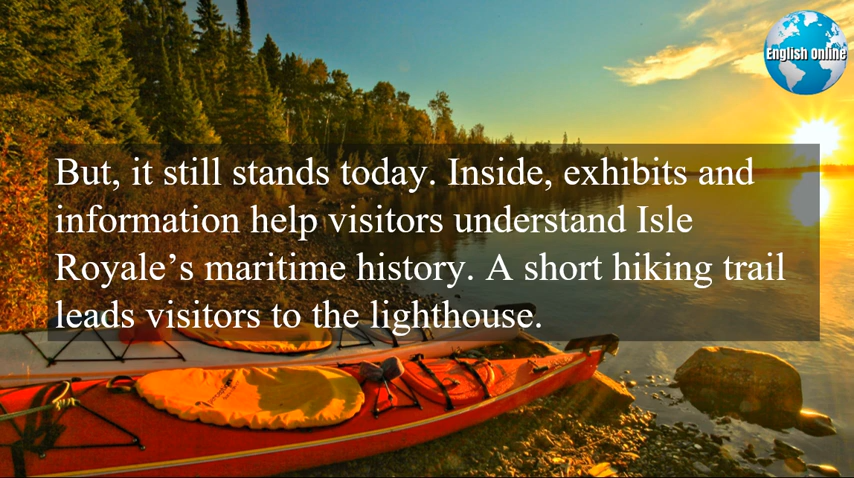 English Online
But, it still stands today. Inside, exhibits and
information help visitors understand Isle
Royale’s maritime history. A short hiking trail
leads visitors to the lighthouse.